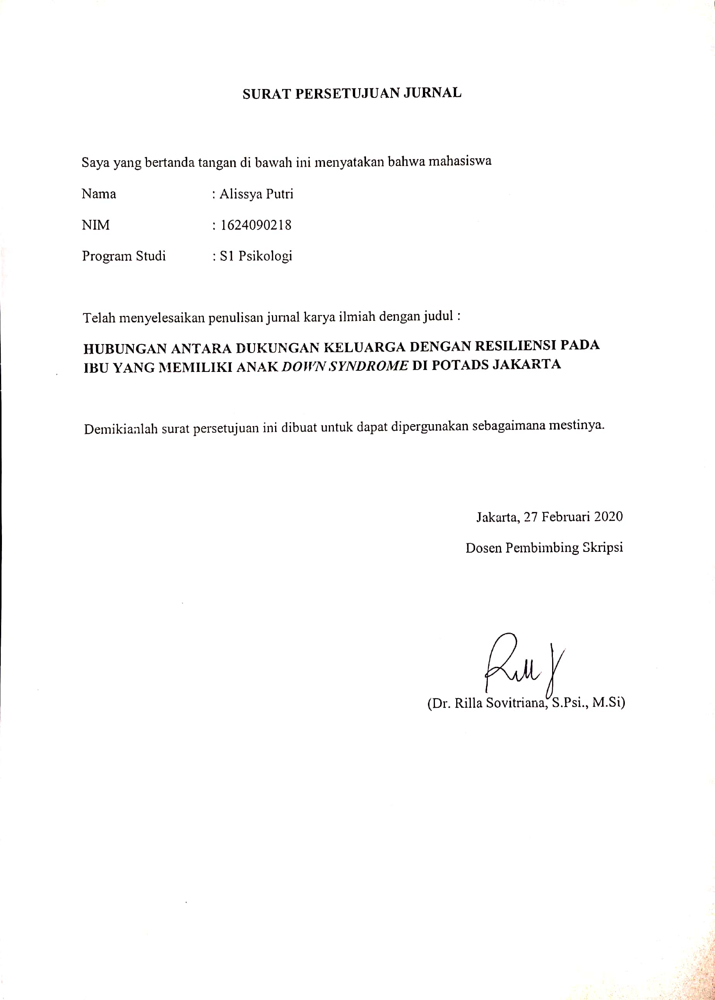 SURAT PERSETUJUAN JURNAL
Saya yang bertanda tangan di bawah ini menyatakan bahwa mahasiswa
Nama : Alissya Putri
NIM : 1624090218
Program Studi : S1 Psikologi
Telah menyelesaikan penulisan jurnal karya ilmiah dengan judul :
HUBUNGAN ANTARA DUKUNGAN KELUARGA DENGAN RESILIENSI PADA
IBU YANG MEMILIKI ANAK DOWN SYNDROME DI POTADS JAKARTA
Demikianlah surat persetujuan ini dibuat untuk dapat dipergunakan sebagaimana mestinya.
Jakarta, 27 Februari 2020
Dosen Pembimbing Skripsi
(Dr. Rilla Sovitriana, S.Psi., M.Si)